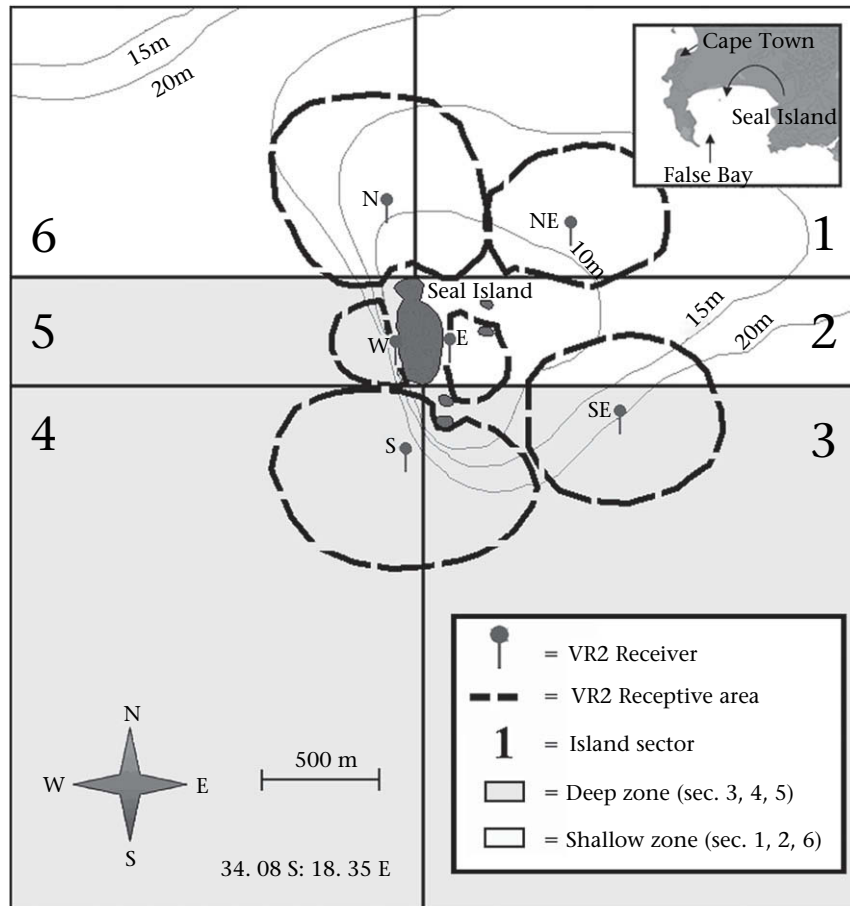 15m
20m
Cape Town
Seal Island
False Bay
N
NE
6
1
10m
Seal Island
15m
5
W
E
2
20m
4
SE
3
S
= VR2 Receiver
= VR2 Receptive area
1 = Island sector
= Deep zone (sec. 3, 4, 5)
= Shallow zone (sec. 1, 2, 6)
N
W
E
S
500 m
34. 08 S: 18. 35 E